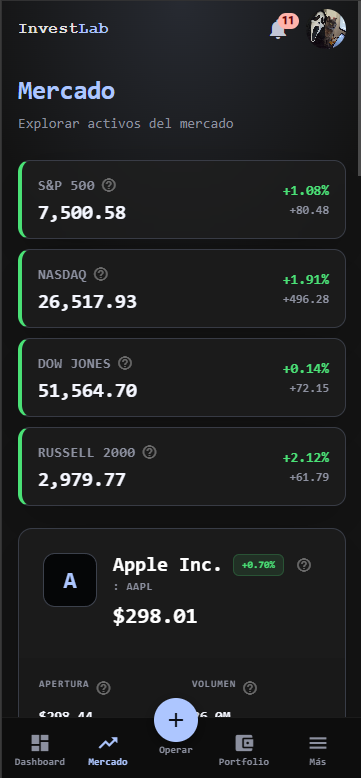 InvestLab
11
Mercado
Explorar activos del mercado
S&P 500 ?
+1.08%
7,500.58
+80.48
NASDAQ ?
+1.91%
26,517.93
+496.28
DOW JONES ?
+0.14%
51,564.70
+72.15
RUSSELL 2000 ?
+2.12%
2,979.77
+61.79
A
Apple Inc. +0.70% ?
: AAPL
$298.01
APERTURA ? VOLUMEN ?
$298.44
+
Dashboard Mercado Operar Portfolio Más